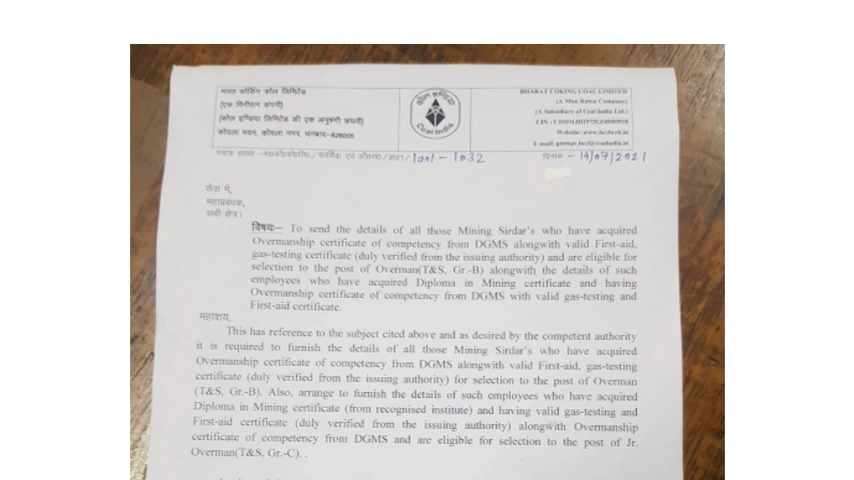 भारत कोकिंग कोल लिमिटेड
(एक मिनीरत्न कंपनी)
(कोल इण्डिया लिमिटेड की एक अनुषंगी कंपनी)
कोयला भवन, कोयला नगर, धनबाद-826005
कोल इण्डिया
Coal India
BHARAT COKING COAL LIMITED
(A Mini Ratna Company)
(A Subsidiary of Coal India Ltd.)
Website: www.bcclweb.in
/2021/ 1001 - 1032
दिनांक - 14/07/2021
सेवा में,
महाप्रबंधक,
सभी क्षेत्र।
विषय:- To send the details of all those Mining Sirdar's who have acquired
Overmanship certificate of competency from DGMS alongwith valid First-aid,
gas-testing certificate (duly verified from the issuing authority) and are eligible for
selection to the post of Overman(T&S, Gr.-B) alongwith the details of such
employees who have acquired Diploma in Mining certificate and having
Overmanship certificate of competency from DGMS with valid gas-testing and
First-aid certificate.
महाशय,
This has reference to the subject cited above and as desired by the competent authority
it is required to furnish the details of all those Mining Sirdar's who have acquired
Overmanship certificate of competency from DGMS alongwith valid First-aid, gas-testing
certificate (duly verified from the issuing authority) for selection to the post of Overman
(T&S, Gr.-B). Also, arrange to furnish the details of such employees who have acquired
Diploma in Mining certificate (from recognised institute) and having valid gas-testing and
First-aid certificate (duly verified from the issuing authority) alongwith Overmanship
certificate of competency from DGMS and are eligible for selection to the post of Jr.
Overman(T&S, Gr.-C). .